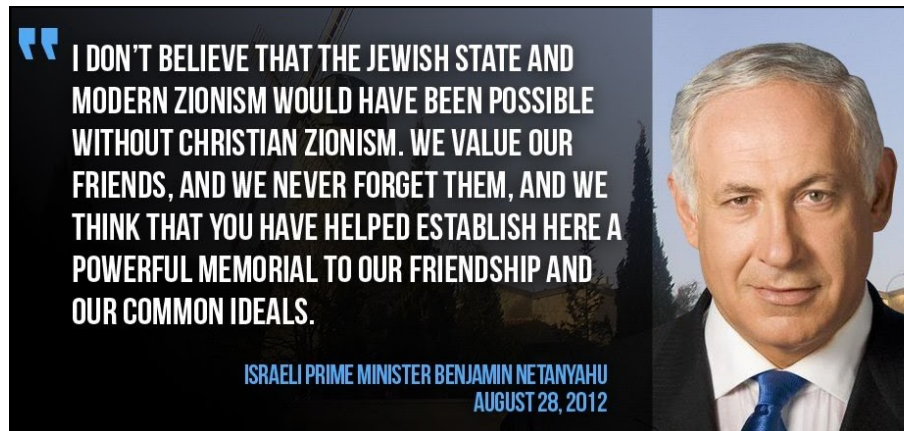 " I DON'T BELIEVE THAT THE JEWISH STATE AND
MODERN ZIONISM WOULD HAVE BEEN POSSIBLE
WITHOUT CHRISTIAN ZIONISM. WE VALUE OUR
FRIENDS, AND WE NEVER FORGET THEM, AND WE
THINK THAT YOU HAVE HELPED ESTABLISH HERE A
POWERFUL MEMORIAL TO OUR FRIENDSHIP AND
OUR COMMON IDEALS.
ISRAELI PRIME MINISTER BENJAMIN NETANYAHU
AUGUST 28, 2012